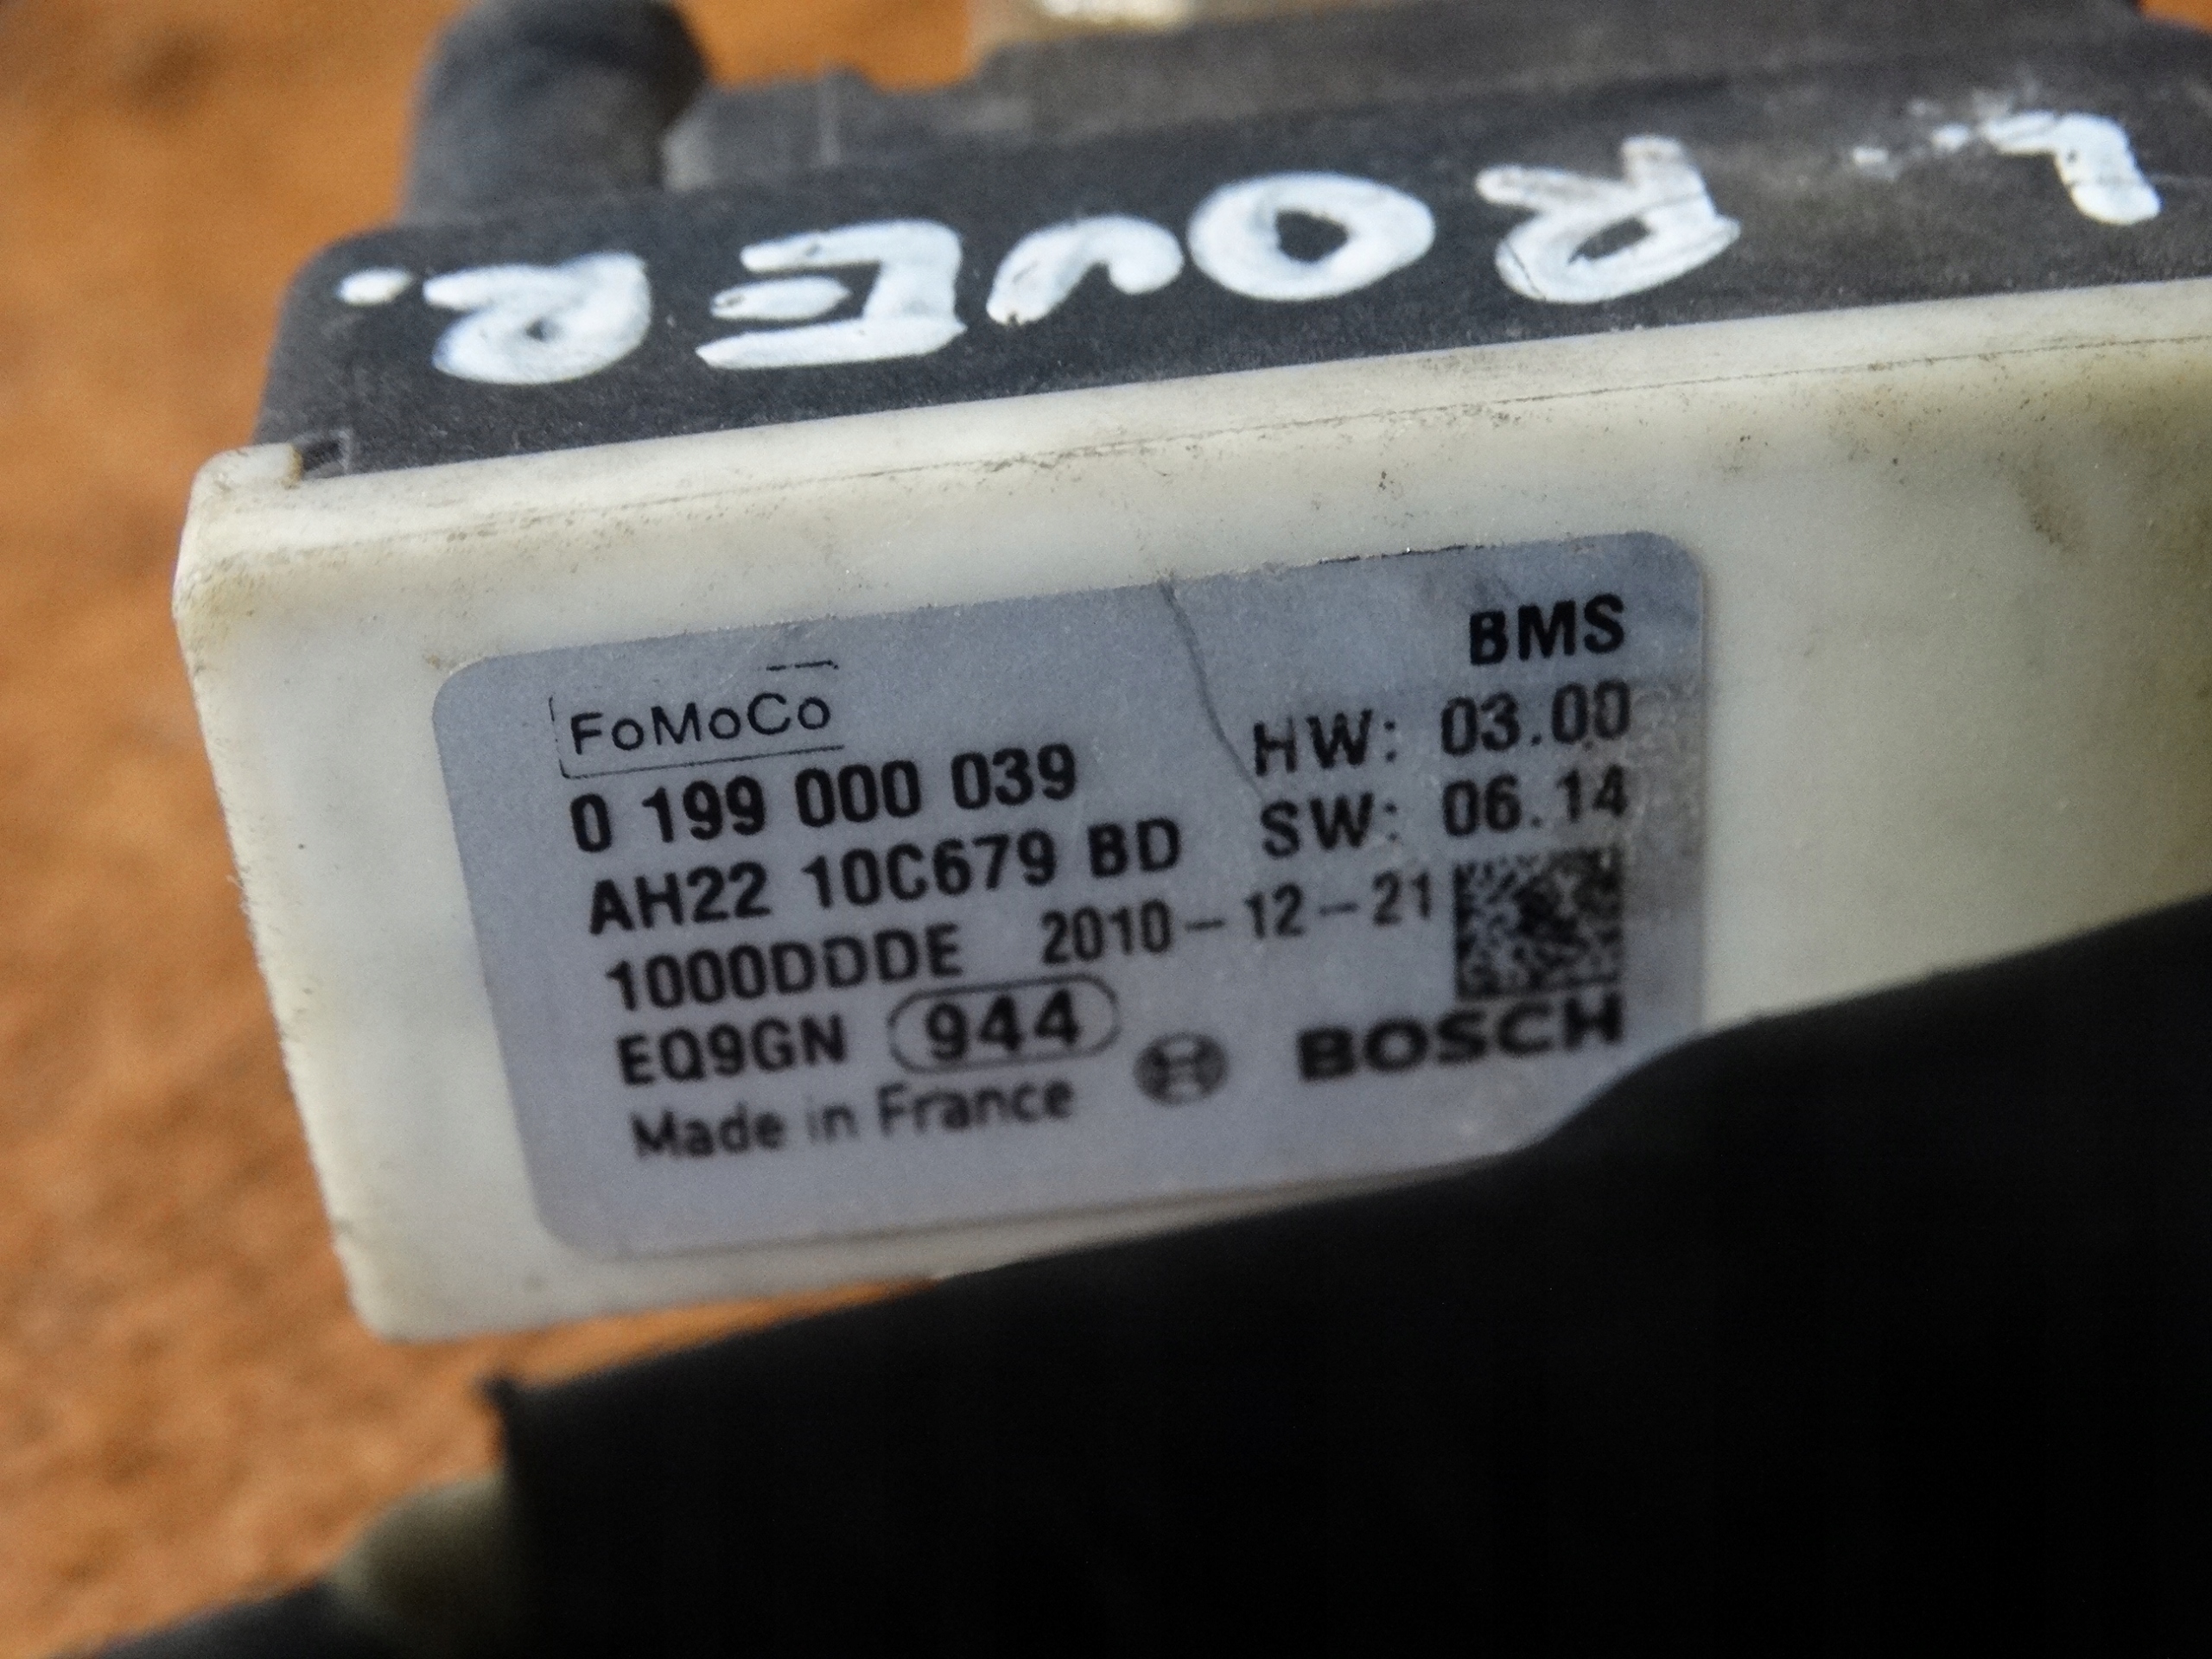 L. ROVER.
FoMoCo
BMS
0 199 000 039 HW: 03.00
AH22 10C679 BD SW: 06.14
1000DDDE 2010-12-21
EQ9GN 944
BOSCH
Made in France